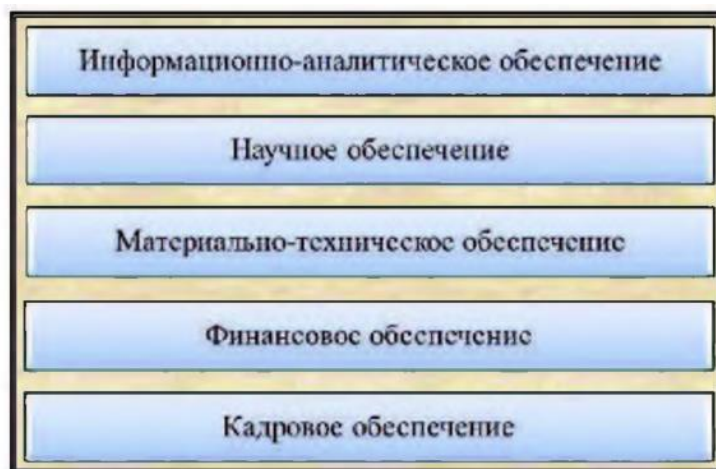 Информационно-аналитическое обеспечение
Научное обеспечение
Материально-техническое обеспечение
Финансовое обеспечение
Кадровое обеспечение